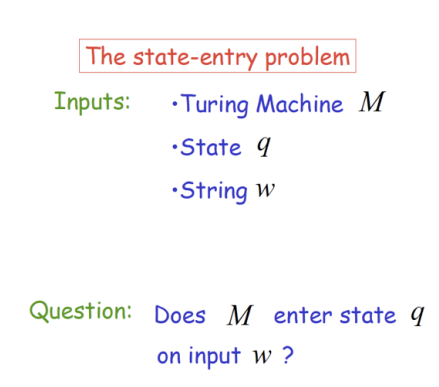 The state-entry problem
Inputs: •Turing Machine M
•State q
•String w
Question: Does M enter state q
on input w ?